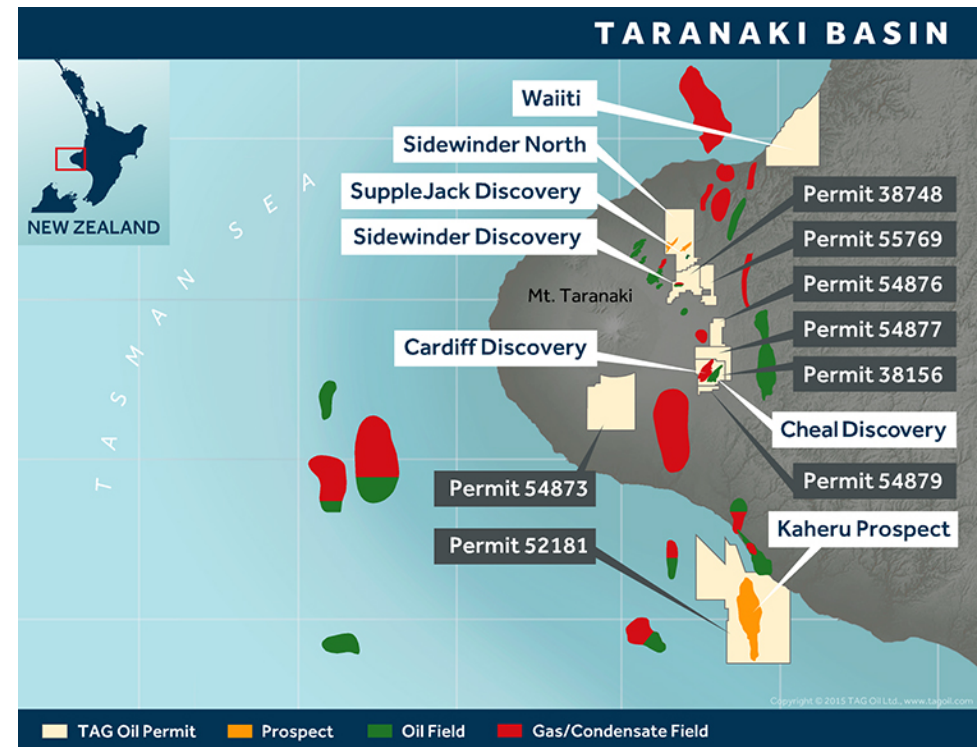 TARANAKI BASIN
NEW ZEALAND
TASMAN SEA
Waiiti
Sidewinder North
SuppleJack Discovery
Sidewinder Discovery
Mt. Taranaki
Cardiff Discovery
Permit 38748
Permit 55769
Permit 54876
Permit 54877
Permit 38156
Cheal Discovery
Permit 54879
Kaheru Prospect
Permit 54873
Permit 52181
Copyright © 2015 TAG Oil Ltd., www.tagoil.com
TAG Oil Permit
Prospect
Oil Field
Gas/Condensate Field